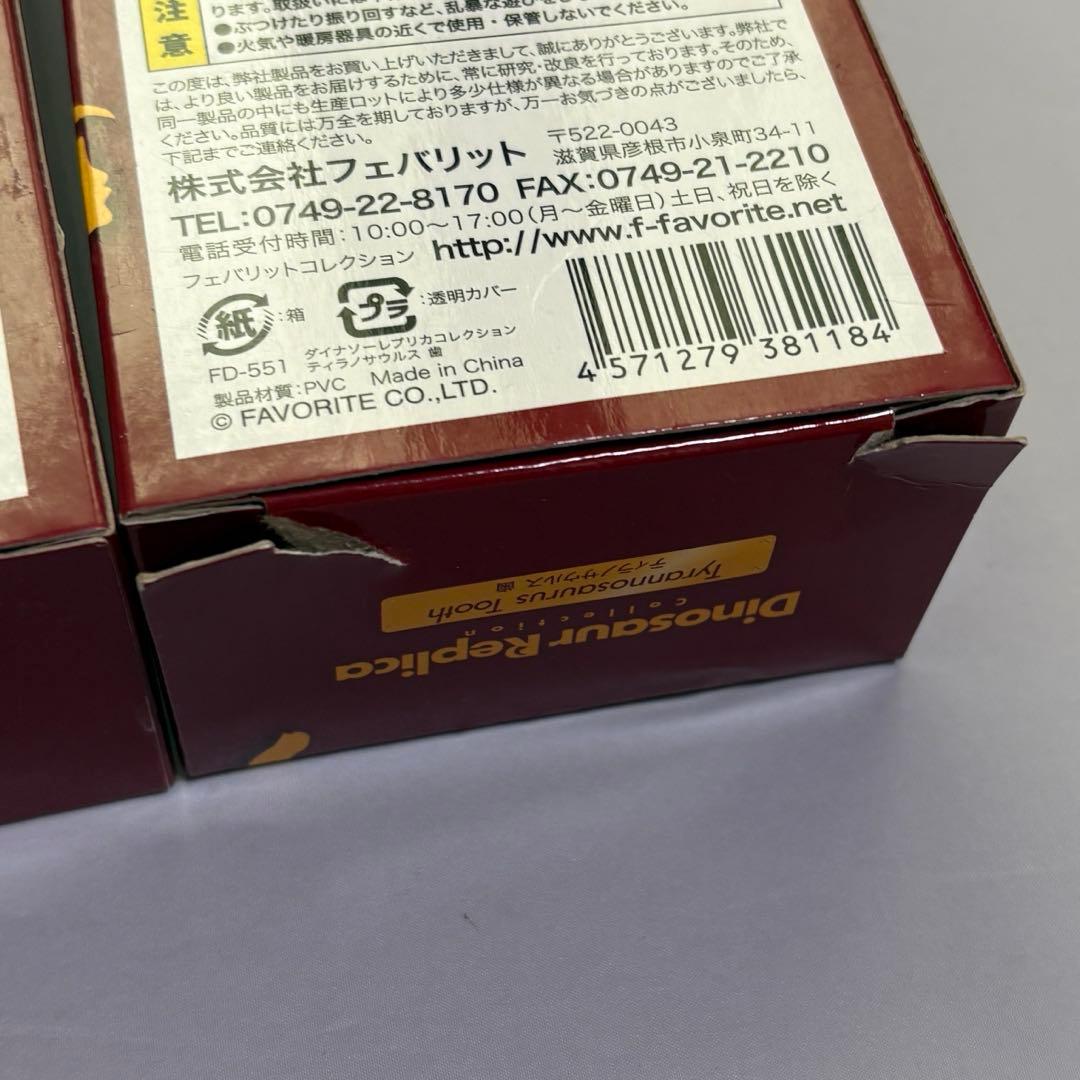 注意
ります。取扱いには
●ぶつけたり振り回すなど、乱暴な遊びを
●火気や暖房器具の近くで使用・保管しないでください。
この度は、弊社製品をお買い上げいただきまして、誠にありがとうございます。弊社で
は、より良い製品をお届けするために、常に研究・改良を行っております。そのため、
同一製品の中にも生産ロットにより多少仕様が異なる場合がありますのでご了承
ください。品質には万全を期しておりますが、万一お気づきの点がございましたら、
下記までご連絡ください。
株式会社フェバリット 〒522-0043
滋賀県彦根市小泉町34-11
TEL:0749-22-8170 FAX:0749-21-2210
電話受付時間:10:00～17:00(月～金曜日)土日、祝日を除く
フェバリットコレクション http://www.f-favorite.net
紙 :箱 プラ :透明カバー
FD-551 ダイナソーレプリカコレクション
ティラノサウルス 歯
製品材質:PVC Made in China
© FAVORITE CO.,LTD.
4 571279 381184
Dinosaur Replica
Collection
Tyrannosaurus Tooth
ティラノサウルス 歯